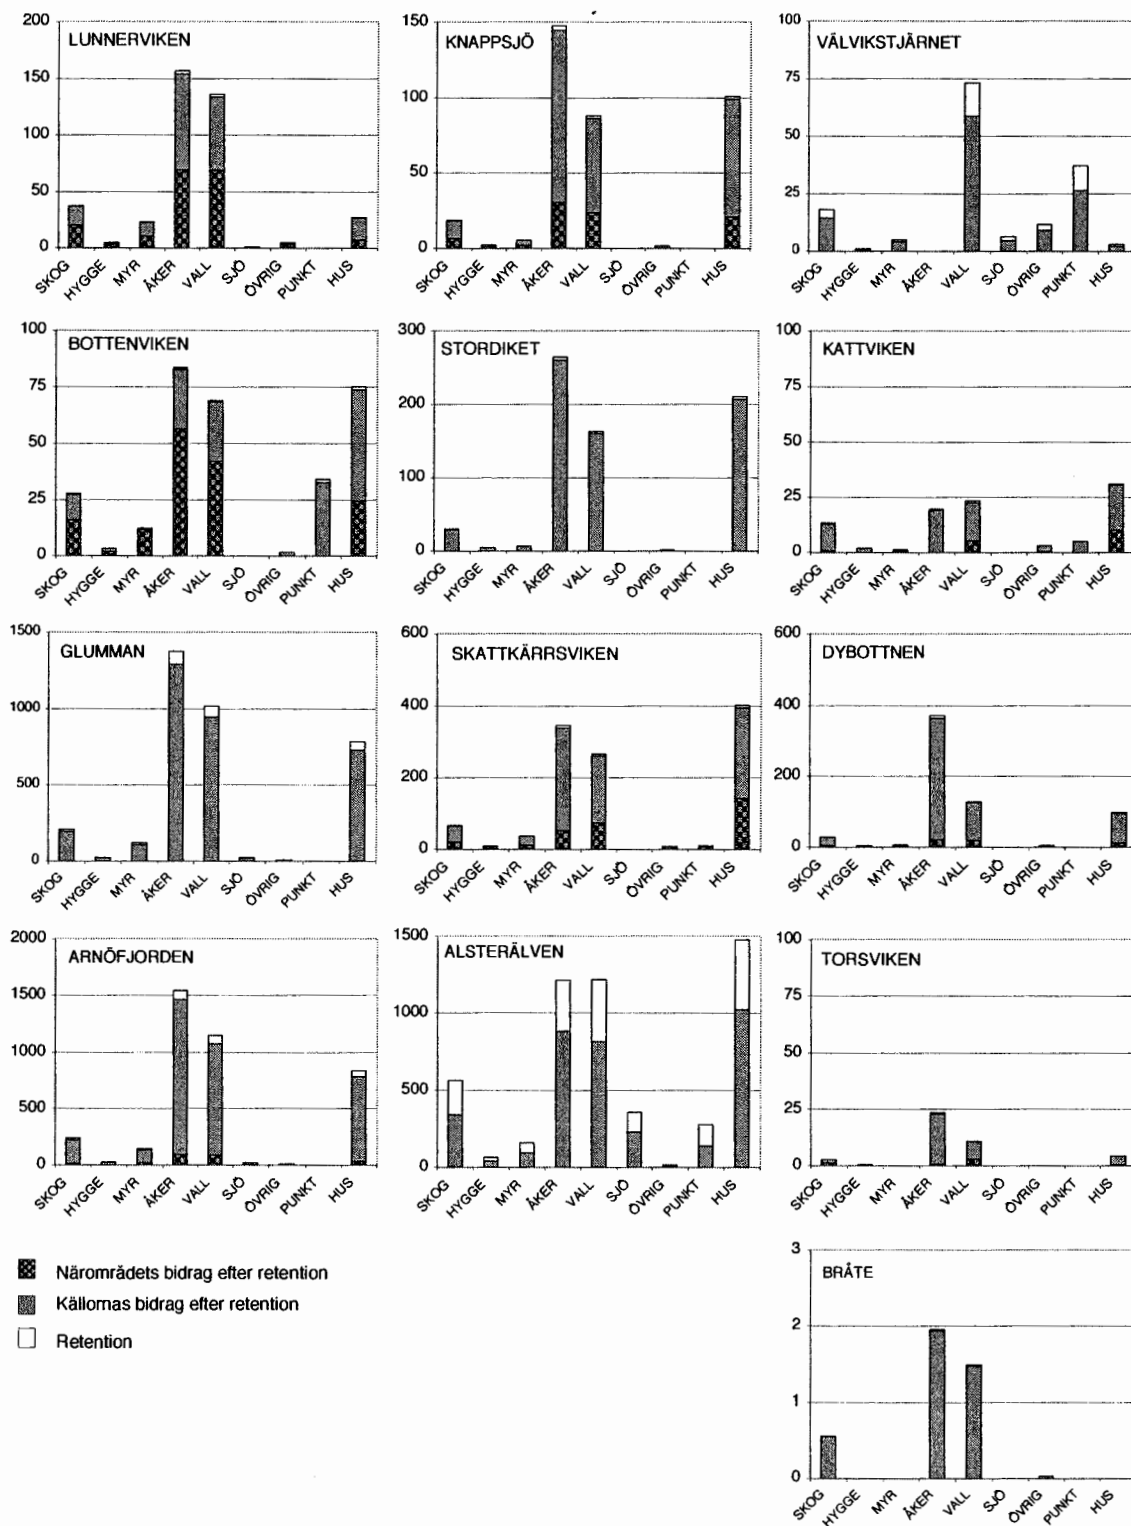 LUNNERVIKEN
200
150
100
50
0
SKOG HYGGE MYR ÅKER VALL SJÖ ÖVRIG PUNKT HUS
KNAPPSJÖ
150
100
50
0
SKOG HYGGE MYR ÅKER VALL SJÖ ÖVRIG PUNKT HUS
VÄLVIKSTJÄRNET
100
75
50
25
0
SKOG HYGGE MYR ÅKER VALL SJÖ ÖVRIG PUNKT HUS
BOTTENVIKEN
100
75
50
25
0
SKOG HYGGE MYR ÅKER VALL SJÖ ÖVRIG PUNKT HUS
STORDIKET
300
200
100
0
SKOG HYGGE MYR ÅKER VALL SJÖ ÖVRIG PUNKT HUS
KATTVIKEN
100
75
50
25
0
SKOG HYGGE MYR ÅKER VALL SJÖ ÖVRIG PUNKT HUS
GLUMMAN
1500
1000
500
0
SKOG HYGGE MYR ÅKER VALL SJÖ ÖVRIG PUNKT HUS
SKATTKÄRRSVIKEN
600
400
200
0
SKOG HYGGE MYR ÅKER VALL SJÖ ÖVRIG PUNKT HUS
DYBOTTNEN
600
400
200
0
SKOG HYGGE MYR ÅKER VALL SJÖ ÖVRIG PUNKT HUS
ARNÖFJORDEN
2000
1500
1000
500
0
SKOG HYGGE MYR ÅKER VALL SJÖ ÖVRIG PUNKT HUS
ALSTERÄLVEN
1500
1000
500
0
SKOG HYGGE MYR ÅKER VALL SJÖ ÖVRIG PUNKT HUS
TORSVIKEN
100
75
50
25
0
SKOG HYGGE MYR ÅKER VALL SJÖ ÖVRIG PUNKT HUS
Närområdets bidrag efter retention
Källornas bidrag efter retention
Retention
BRÅTE
3
2
1
0
SKOG HYGGE MYR ÅKER VALL SJÖ ÖVRIG PUNKT HUS